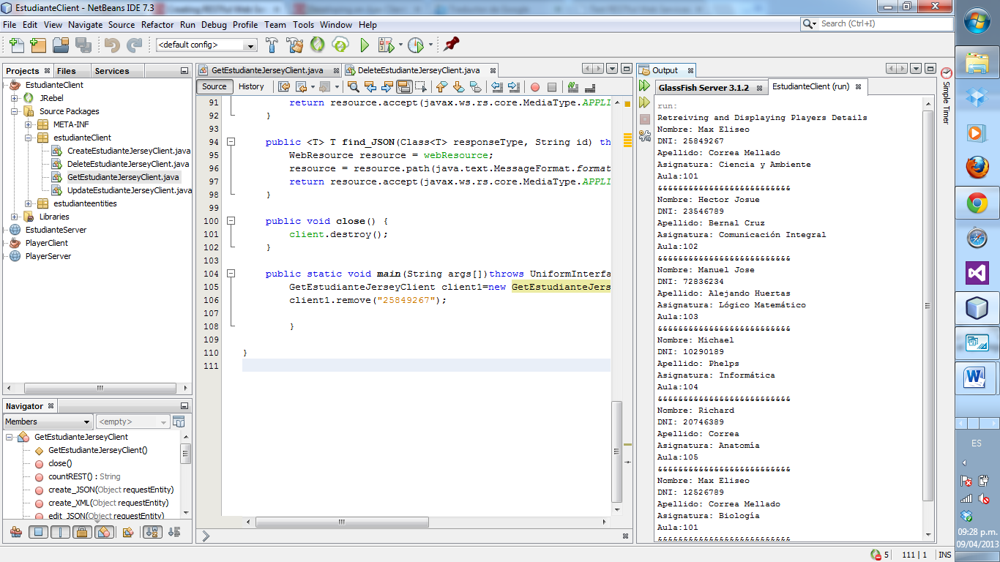 EstudianteClient - NetBeans IDE 7.3
File Edit View Navigate Source Refactor Run Debug Profile Team Tools Window Help
Search (Ctrl+I)
<default config>
Projects Files Services
EstudianteClient
JRebel
Source Packages
META-INF
estudianteClient
CreateEstudianteJerseyClient.java
DeleteEstudianteJerseyClient.java
GetEstudianteJerseyClient.java
UpdateEstudianteJerseyClient.java
estudianteentities
Libraries
EstudianteServer
PlayerClient
PlayerServer
Navigator
Members <empty>
GetEstudianteJerseyClient
GetEstudianteJerseyClient()
close()
countREST() : String
create_JSON(Object requestEntity)
create_XML(Object requestEntity)
edit_JSON(Object requestEntity)
GetEstudianteJerseyClient.java DeleteEstudianteJerseyClient.java
Source History
91 return resource.accept(javax.ws.rs.core.MediaType.APPLI
92 }
93
94 public <T> T find_JSON(Class<T> responseType, String id) th
95 WebResource resource = webResource;
96 resource = resource.path(java.text.MessageFormat.format
97 return resource.accept(javax.ws.rs.core.MediaType.APPLI
98 }
99
100 public void close() {
101 client.destroy();
102 }
103
104 public static void main(String args[])throws UniformInterfa
105 GetEstudianteJerseyClient client1=new GetEstudianteJers
106 client1.remove("25849267");
107
108 }
109
110 }
111
Output
GlassFish Server 3.1.2 EstudianteClient (run)
run:
Retreiving and Displaying Players Details
Nombre: Max Eliseo
DNI: 25849267
Apellido: Correa Mellado
Asignatura: Ciencia y Ambiente
Aula:101
&&&&&&&&&&&&&&&&&&&&&&&&&&
Nombre: Hector Josue
DNI: 23546789
Apellido: Bernal Cruz
Asignatura: Comunicación Integral
Aula:102
&&&&&&&&&&&&&&&&&&&&&&&&&&
Nombre: Manuel Jose
DNI: 72836234
Apellido: Alejando Huertas
Asignatura: Lógico Matemático
Aula:103
&&&&&&&&&&&&&&&&&&&&&&&&&&
Nombre: Michael
DNI: 10290189
Apellido: Phelps
Asignatura: Informática
Aula:104
&&&&&&&&&&&&&&&&&&&&&&&&&&
Nombre: Richard
DNI: 20746389
Apellido: Correa
Asignatura: Anatomía
Aula:105
&&&&&&&&&&&&&&&&&&&&&&&&&&
Nombre: Max Eliseo
DNI: 12526789
Apellido: Correa Mellado
Asignatura: Biología
Aula:101
&&&&&&&&&&&&&&&&&&&&&&&&&&
Simple Timer
ES
09:28 p.m.
09/04/2013
5 111 | 1 INS